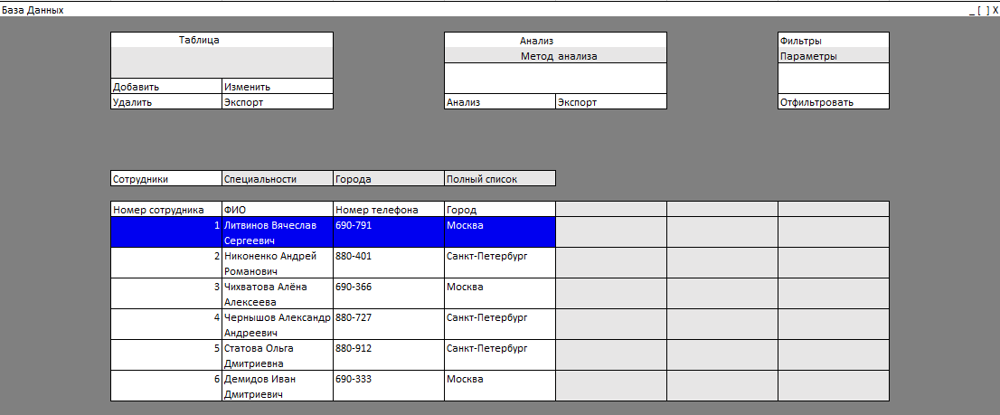 База Данных _ [ ] X
Таблица Анализ Фильтры
Метод анализа Параметры
Добавить Изменить
Удалить Экспорт Анализ Экспорт Отфильтровать
Сотрудники Специальности Города Полный список
Номер сотрудника ФИО Номер телефона Город
1 Литвинов Вячеслав 690-791 Москва
Сергеевич
2 Никоненко Андрей 880-401 Санкт-Петербург
Романович
3 Чихватова Алёна 690-366 Москва
Алексеева
4 Чернышов Александр 880-727 Санкт-Петербург
Андреевич
5 Статова Ольга 880-912 Санкт-Петербург
Дмитриевна
6 Демидов Иван 690-333 Москва
Дмитриевич